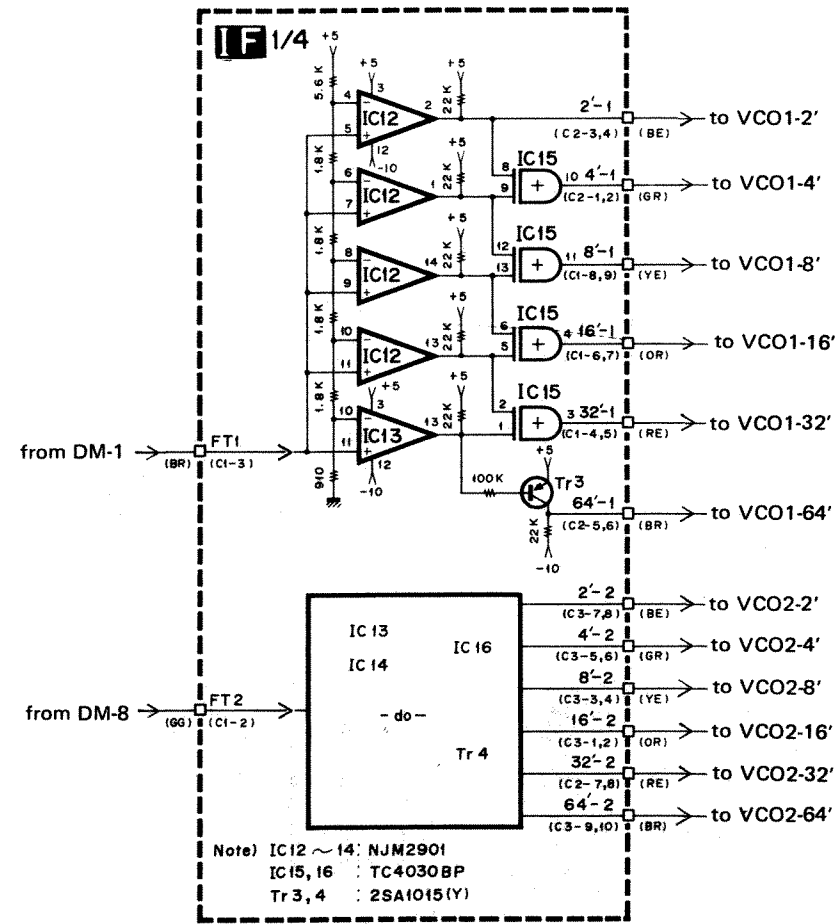 IF 1/4
+5
5.6K
+5
3
4
−
IC12
2
5
+
12
-10
+5
22K
2'-1
(C2-3,4)
(BE)
to VCO1-2'
1.8K
6
−
IC12
1
7
+
+5
22K
IC15
8
9
+
10
4'-1
(C2-1,2)
(GR)
to VCO1-4'
1.8K
8
−
IC12
14
9
+
+5
22K
IC15
12
13
+
11
8'-1
(C1-8,9)
(YE)
to VCO1-8'
1.8K
10
−
IC12
13
11
+
+5
22K
IC15
6
5
+
4
16'-1
(C1-6,7)
(OR)
to VCO1-16'
1.8K
+5
3
10
−
IC13
13
11
+
12
-10
+5
22K
IC15
2
1
+
3
32'-1
(C1-4,5)
(RE)
to VCO1-32'
from DM-1
(BR)
FT1
(C1-3)
910
100K
+5
Tr3
22K
-10
64'-1
(C2-5,6)
(BR)
to VCO1-64'
IC13
IC14
IC16
-do-
Tr4
from DM-8
(GG)
FT2
(C1-2)
2'-2
(C3-7,8)
(BE)
to VCO2-2'
4'-2
(C3-5,6)
(GR)
to VCO2-4'
8'-2
(C3-3,4)
(YE)
to VCO2-8'
16'-2
(C3-1,2)
(OR)
to VCO2-16'
32'-2
(C2-7,8)
(RE)
to VCO2-32'
64'-2
(C3-9,10)
(BR)
to VCO2-64'
Note) IC12～14: NJM2901
IC15,16 : TC4030BP
Tr3,4 : 2SA1015(Y)